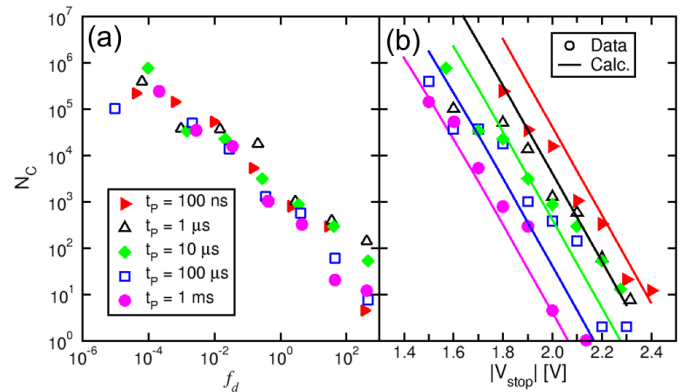 10^7
10^6
10^5
10^4
10^3
10^2
10^1
10^0
N_C
(a)
t_P = 100 ns
t_P = 1 μs
t_P = 10 μs
t_P = 100 μs
t_P = 1 ms
10^-6 10^-4 10^-2 10^0 10^2
f_d
(b)
Data
Calc.
1.4 1.6 1.8 2.0 2.2 2.4
|V_stop| [V]